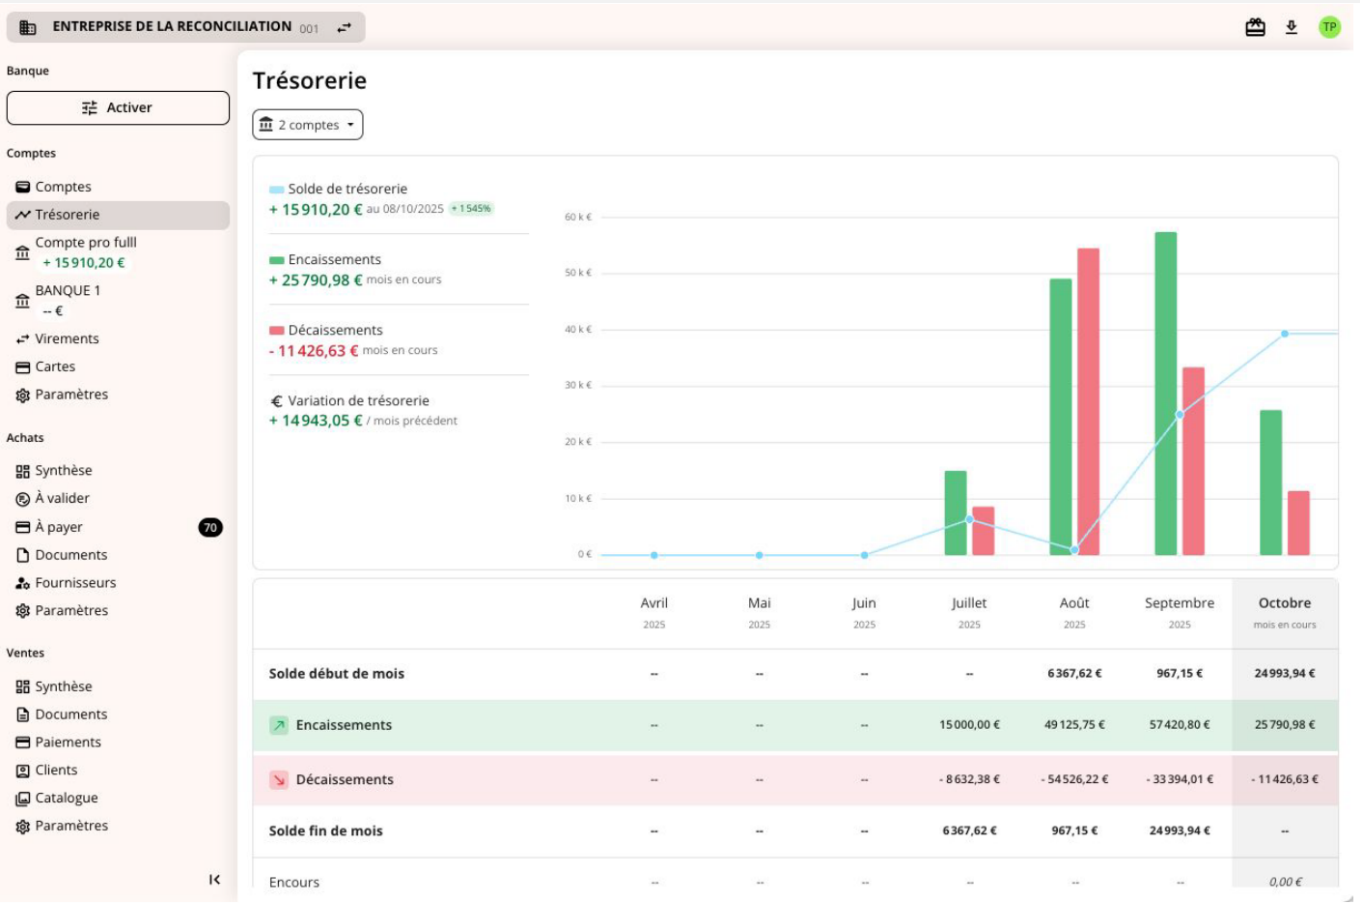 ENTREPRISE DE LA RECONCILIATION 001
TP
Banque
Activer
Comptes
Comptes
Trésorerie
Compte pro fulll
+ 15 910,20 €
BANQUE 1
-- €
Virements
Cartes
Paramètres
Achats
Synthèse
À valider
À payer 70
Documents
Fournisseurs
Paramètres
Ventes
Synthèse
Documents
Paiements
Clients
Catalogue
Paramètres
Trésorerie
2 comptes
Solde de trésorerie
+ 15 910,20 € au 08/10/2025 + 1 545%
Encaissements
+ 25 790,98 € mois en cours
Décaissements
- 11 426,63 € mois en cours
€ Variation de trésorerie
+ 14 943,05 € / mois précédent
60 k €
50 k €
40 k €
30 k €
20 k €
10 k €
0 €
Avril Mai Juin Juillet Août Septembre Octobre
2025 2025 2025 2025 2025 2025 mois en cours
Solde début de mois -- -- -- -- 6 367,62 € 967,15 € 24 993,94 €
Encaissements -- -- -- 15 000,00 € 49 125,75 € 57 420,80 € 25 790,98 €
Décaissements -- -- -- - 8 632,38 € - 54 526,22 € - 33 394,01 € - 11 426,63 €
Solde fin de mois -- -- -- 6 367,62 € 967,15 € 24 993,94 € --
Encours -- -- -- -- -- -- 0,00 €